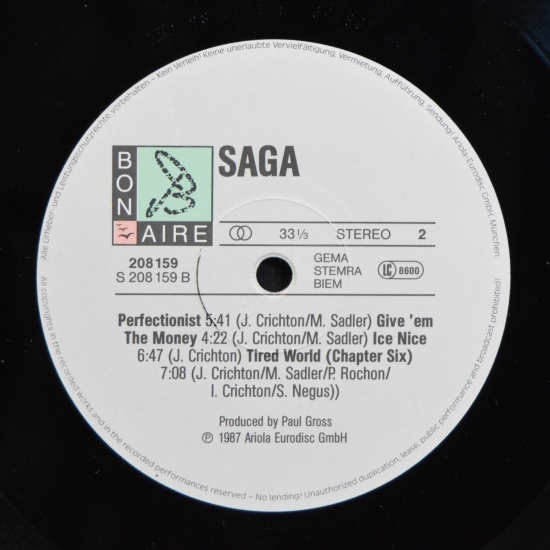 Alle Urheber- und Leistungsschutzrechte vorbehalten – Kein Verleih! Keine unerlaubte Vervielfältigung, Vermietung, Aufführung, Sendung! Ariola-Eurodisc GmbH, München.
SAGA
BON
AIRE
33⅓ STEREO 2
208159
S 208 159 B
GEMA
STEMRA
BIEM
LC 8600
Perfectionist 5:41 (J. Crichton/M. Sadler) Give 'em
The Money 4:22 (J. Crichton/M. Sadler) Ice Nice
6:47 (J. Crichton) Tired World (Chapter Six)
7:08 (J. Crichton/M. Sadler/P. Rochon/
I. Crichton/S. Negus))
Produced by Paul Gross
℗ 1987 Ariola Eurodisc GmbH
All copyrights in the recorded works and in the existing recorded performances reserved – No lending! Unauthorized duplication, lease, public performance and broadcast prohibited!